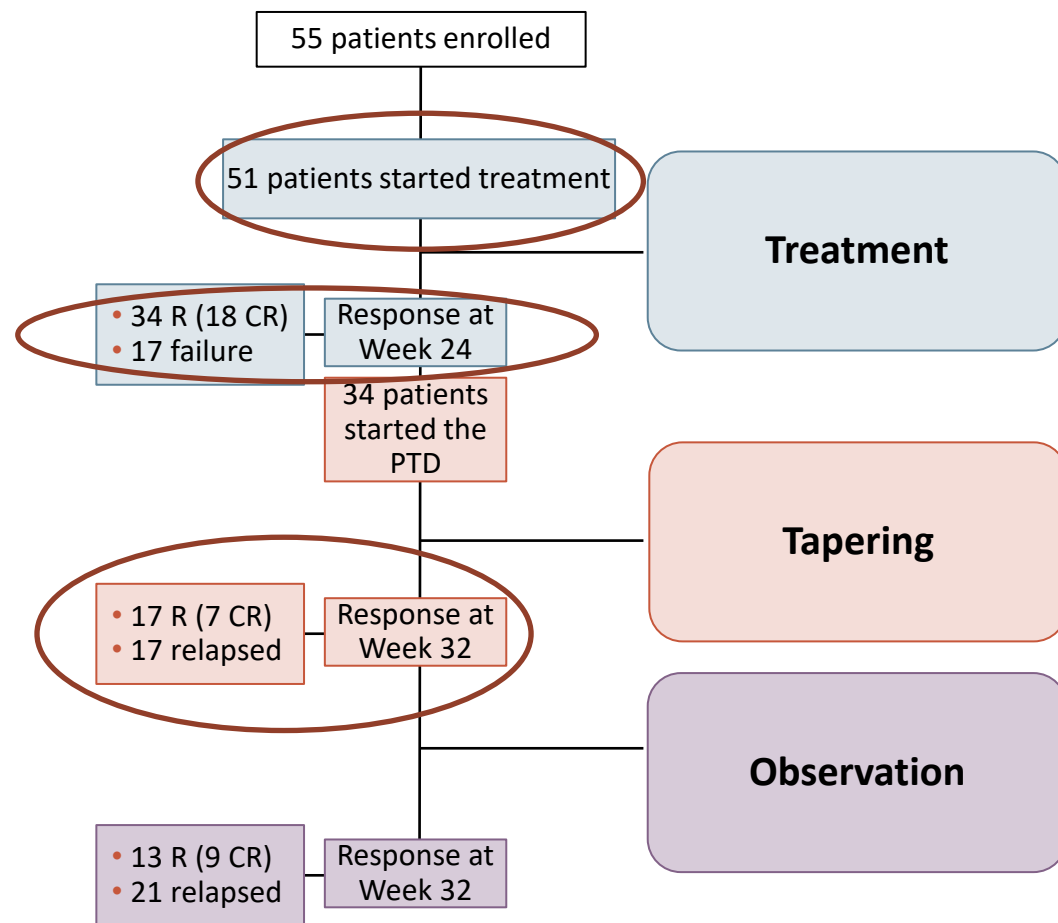 55 patients enrolled
51 patients started treatment
Treatment
• 34 R (18 CR)
• 17 failure
Response at
Week 24
34 patients
started the
PTD
Tapering
• 17 R (7 CR)
• 17 relapsed
Response at
Week 32
Observation
• 13 R (9 CR)
• 21 relapsed
Response at
Week 32